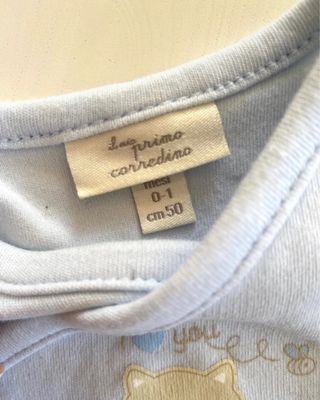 il mio primo
corredino
mesi
0-1
cm 50
you